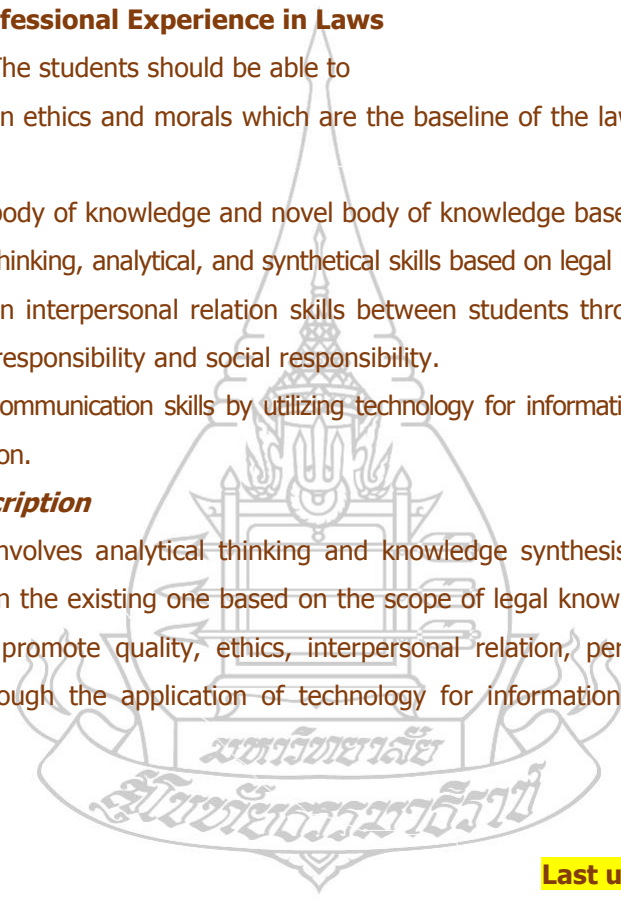 fessional Experience in Laws
The students should be able to
n ethics and morals which are the baseline of the law
body of knowledge and novel body of knowledge base
hinking, analytical, and synthetical skills based on legal
n interpersonal relation skills between students thro
responsibility and social responsibility.
ommunication skills by utilizing technology for informati
on.
cription
nvolves analytical thinking and knowledge synthesis
n the existing one based on the scope of legal know
promote quality, ethics, interpersonal relation, per
ough the application of technology for information
มหาวิทยาลัย
สุโขทัยธรรมาธิราช
Last u